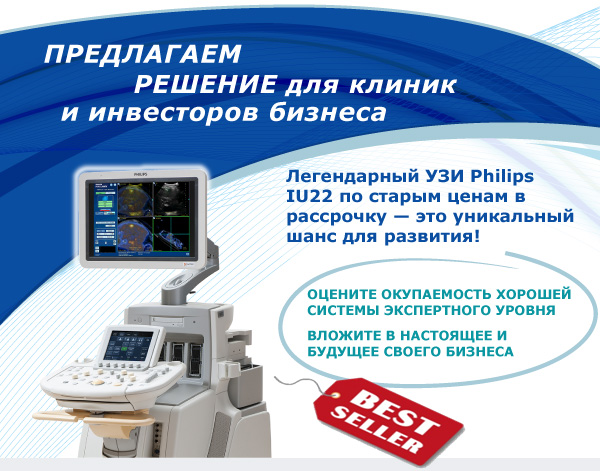 ПРЕДЛАГАЕМ
РЕШЕНИЕ для клиник
и инвесторов бизнеса
PHILIPS
Легендарный УЗИ Philips
IU22 по старым ценам в
рассрочку — это уникальный
шанс для развития!
ОЦЕНИТЕ ОКУПАЕМОСТЬ ХОРОШЕЙ
СИСТЕМЫ ЭКСПЕРТНОГО УРОВНЯ
ВЛОЖИТЕ В НАСТОЯЩЕЕ И
БУДУЩЕЕ СВОЕГО БИЗНЕСА
BEST
SELLER